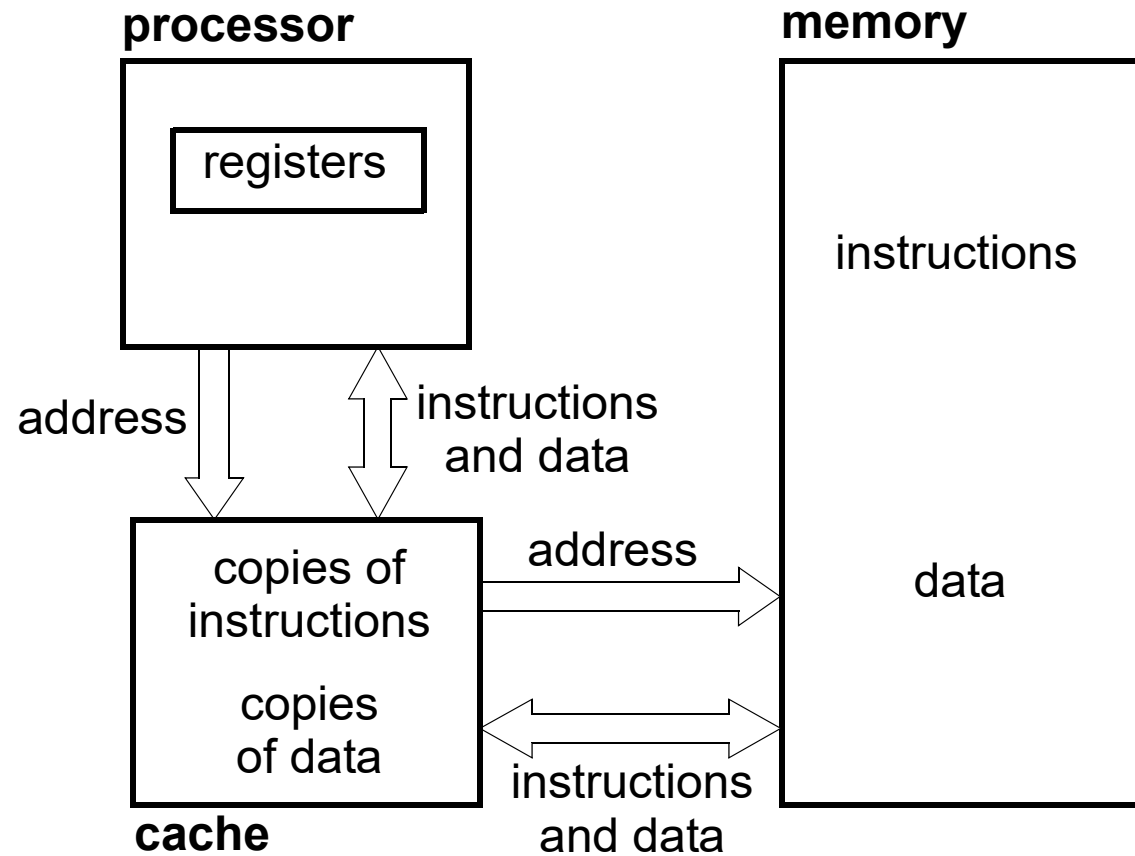 processor
memory
registers
instructions
address
instructions
and data
copies of
instructions
address
data
copies
of data
instructions
and data
cache